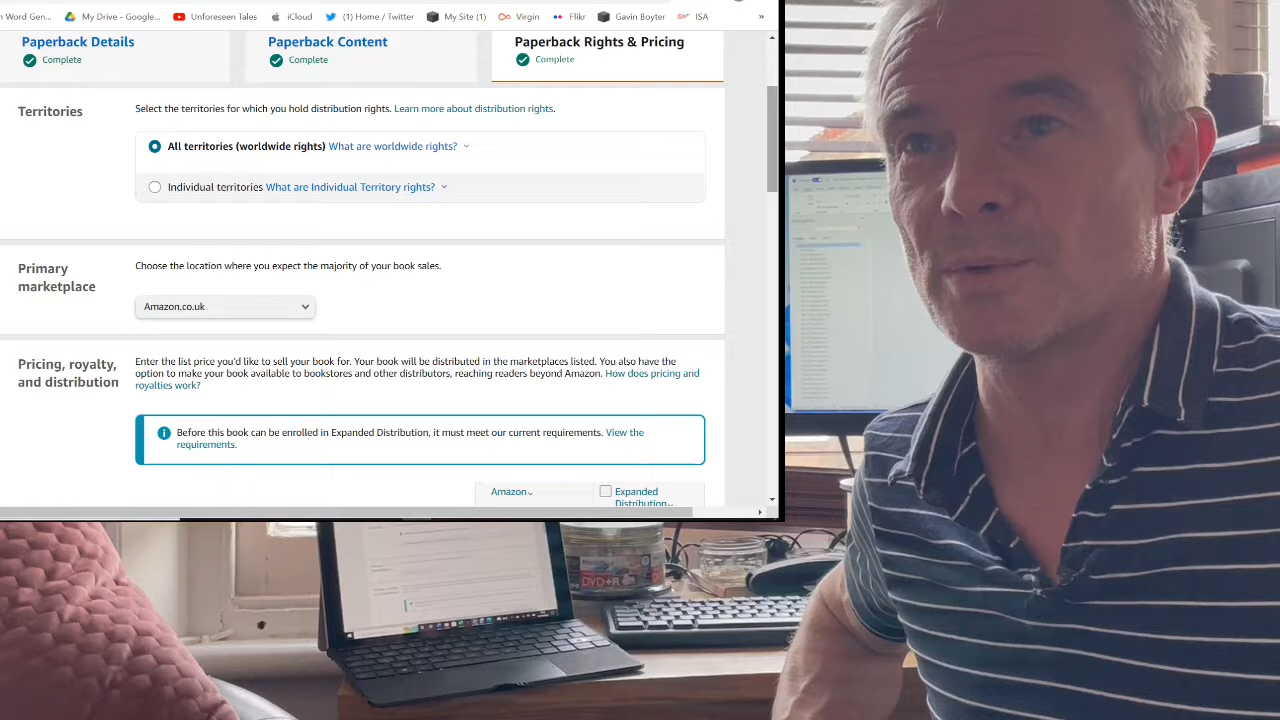 n Word Gen...
My Drive - Google...
Unforeseen Tales
iCloud
(1) Home / Twitter
My Site (1)
Virgin
Flikr
Gavin Boyter
ISA
»
Paperback Details
Complete
Paperback Content
Complete
Paperback Rights & Pricing
Complete
Territories
Select the territories for which you hold distribution rights. Learn more about distribution rights.
All territories (worldwide rights) What are worldwide rights?
Individual territories What are Individual Territory rights?
Primary
marketplace
Choose the location where you expect the majority of your book sales.
Amazon.co.uk
Pricing, royalty,
and distribution
Enter the list price you'd like to sell your book for. Your book will be distributed in the marketplaces listed. You also have the
option to make your book available to bookstores and other distributors, reaching readers beyond Amazon. How does pricing and
royalties work?
Before this book can be enrolled in Expanded Distribution, it must meet our current requirements. View the
requirements.
Amazon
Expanded
Distribution
DVD+R